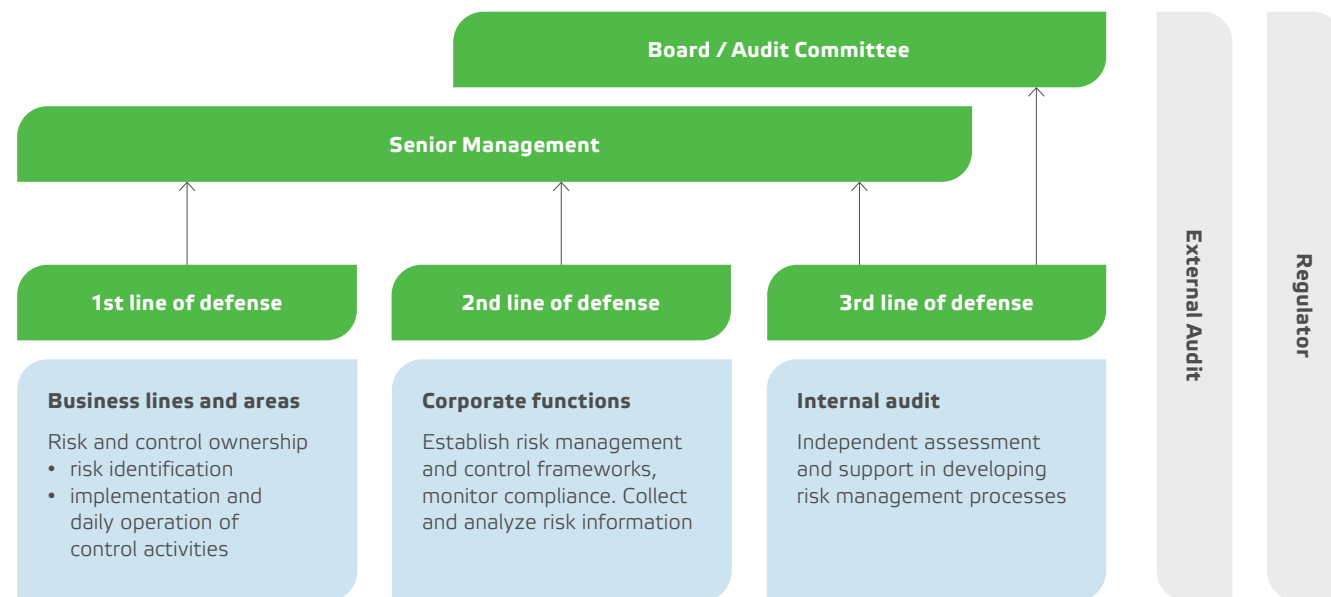 Board / Audit Committee
Senior Management
1st line of defense
2nd line of defense
3rd line of defense
Business lines and areas
Risk and control ownership
• risk identification
• implementation and
daily operation of
control activities
Corporate functions
Establish risk management
and control frameworks,
monitor compliance. Collect
and analyze risk information
Internal audit
Independent assessment
and support in developing
risk management processes
External Audit
Regulator